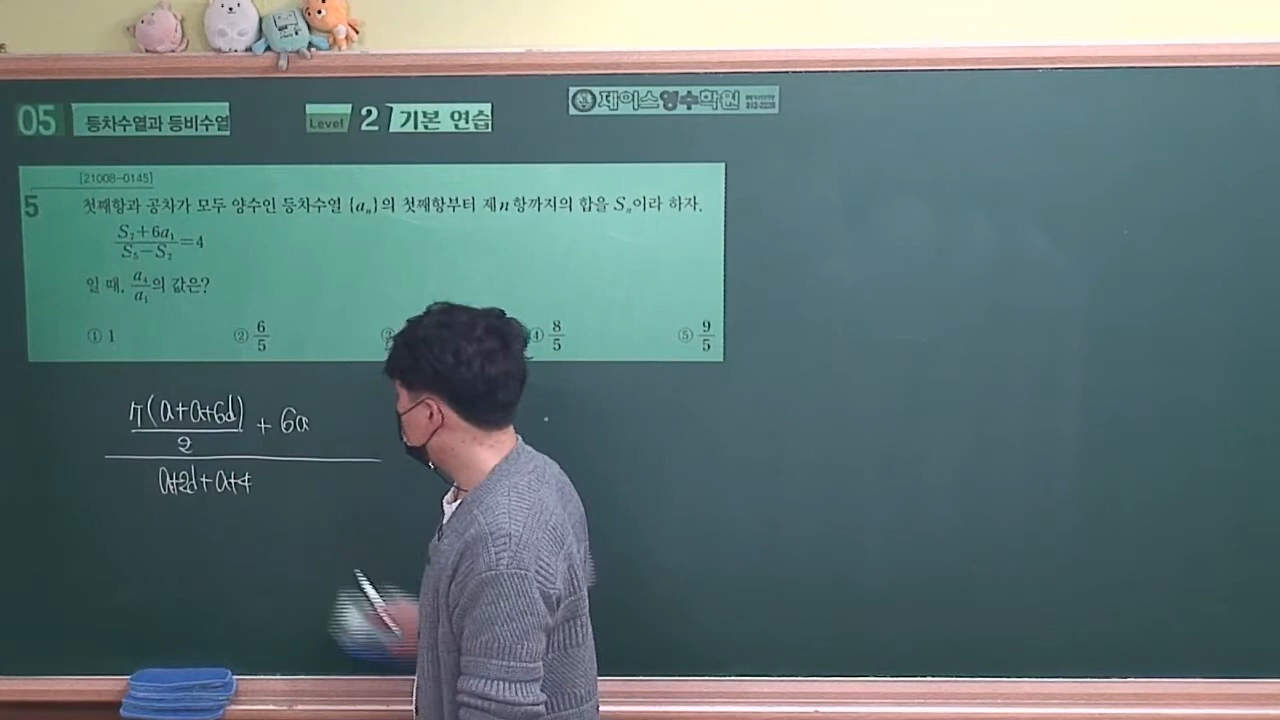 05 등차수열과 등비수열 Level 2 기본 연습 제이스영수학원
[21008-0145]
5 첫째항과 공차가 모두 양수인 등차수열 {aₙ}의 첫째항부터 제n항까지의 합을 Sₙ이라 하자.
(S₇+6a₁)/(S₅−S₂)=4
일 때, a₄/a₁의 값은?
① 1 ② 6/5 ④ 8/5 ⑤ 9/5
7(a+a+6d)/2 + 6a
a+2d+a+4